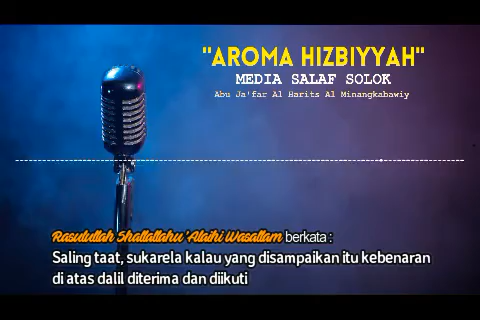 "AROMA HIZBIYYAH"
MEDIA SALAF SOLOK
Abu Ja'far Al Harits Al Minangkabawiy
Rasulullah Shallallahu 'Alaihi Wasallam berkata :
Saling taat, sukarela kalau yang disampaikan itu kebenaran
di atas dalil diterima dan diikuti